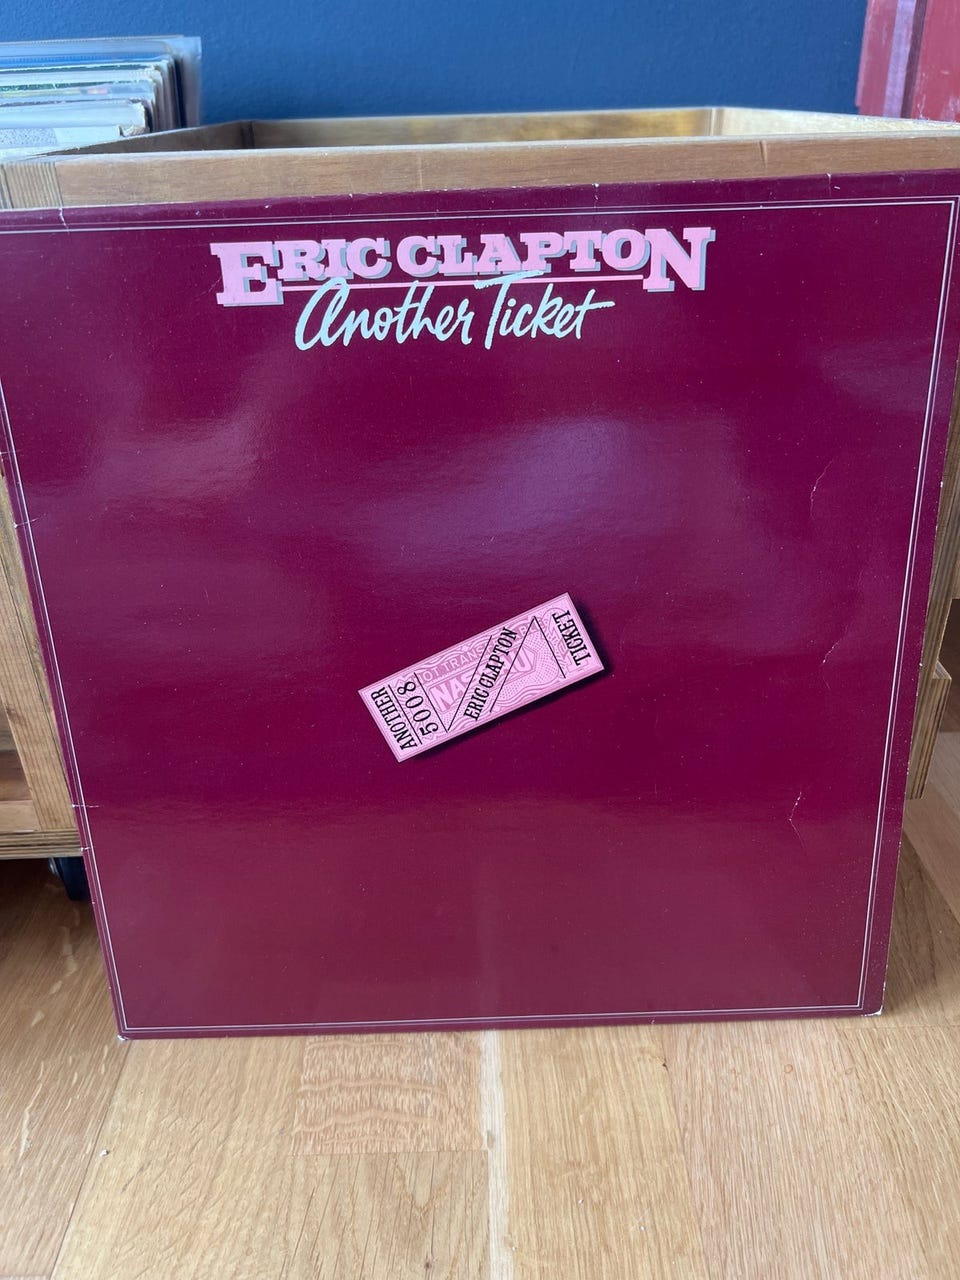 ERIC CLAPTON
Another Ticket
ANOTHER
5008
ERIC CLAPTON
TICKET